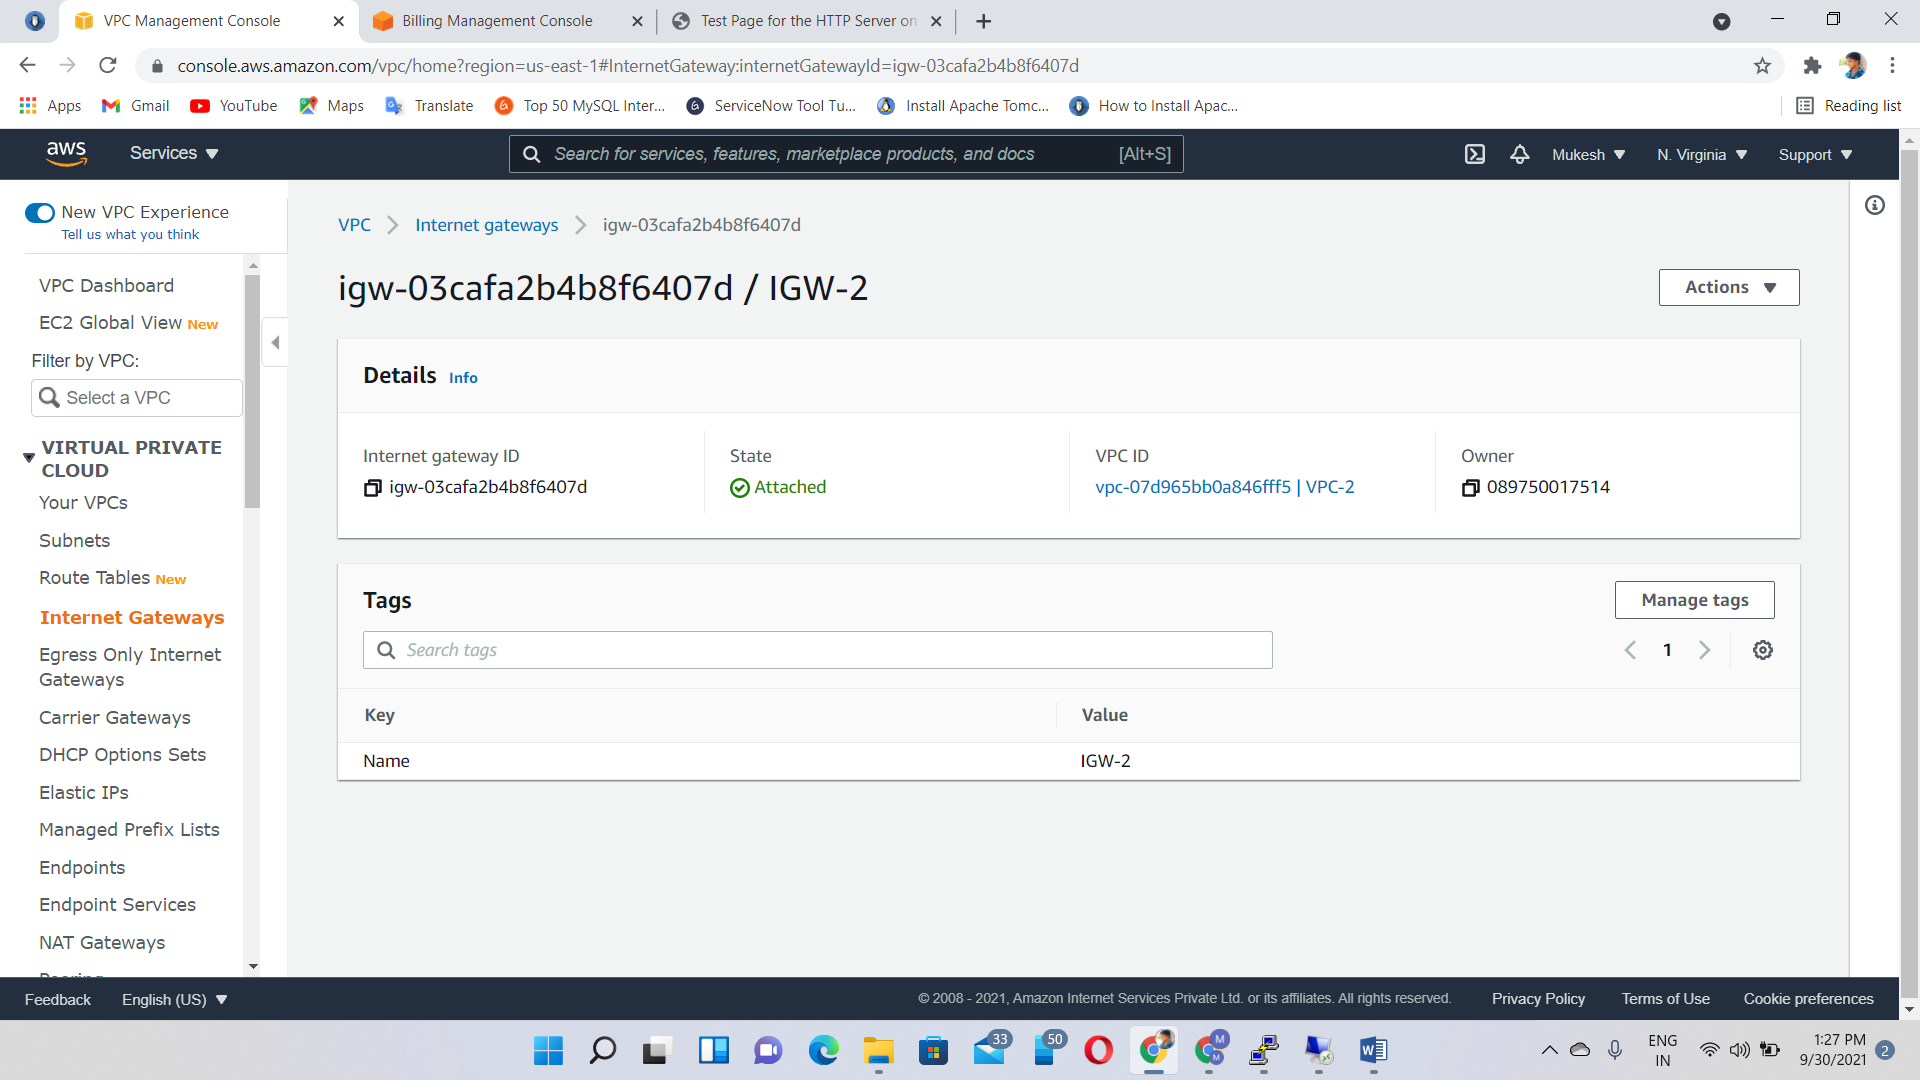 VPC Management Console
Billing Management Console
Test Page for the HTTP Server on
console.aws.amazon.com/vpc/home?region=us-east-1#InternetGateway:internetGatewayId=igw-03cafa2b4b8f6407d
Apps
Gmail
YouTube
Maps
Translate
Top 50 MySQL Inter...
ServiceNow Tool Tu...
Install Apache Tomc...
How to Install Apac...
Reading list
aws
Services
Search for services, features, marketplace products, and docs
[Alt+S]
Mukesh
N. Virginia
Support
New VPC Experience
Tell us what you think
VPC Dashboard
EC2 Global View New
Filter by VPC:
Select a VPC
VIRTUAL PRIVATE
CLOUD
Your VPCs
Subnets
Route Tables New
Internet Gateways
Egress Only Internet
Gateways
Carrier Gateways
DHCP Options Sets
Elastic IPs
Managed Prefix Lists
Endpoints
Endpoint Services
NAT Gateways
VPC
Internet gateways
igw-03cafa2b4b8f6407d
igw-03cafa2b4b8f6407d / IGW-2
Actions
Details Info
Internet gateway ID
igw-03cafa2b4b8f6407d
State
Attached
VPC ID
vpc-07d965bb0a846fff5 | VPC-2
Owner
089750017514
Tags
Manage tags
Search tags
1
Key
Value
Name
IGW-2
Feedback
English (US)
© 2008 - 2021, Amazon Internet Services Private Ltd. or its affiliates. All rights reserved.
Privacy Policy
Terms of Use
Cookie preferences
33
50
M
M
ENG
IN
1:27 PM
9/30/2021
2